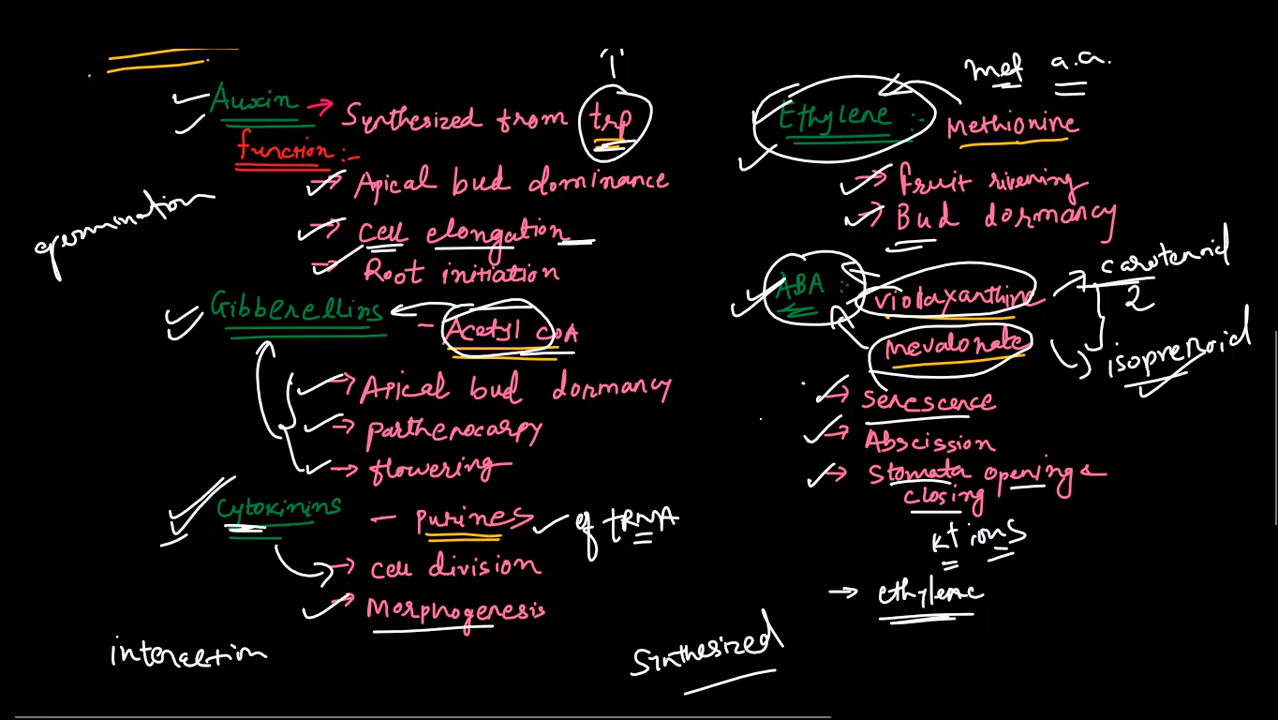 Auxin → Synthesized from trp
function :-
→ Apical bud dominance
→ cell elongation
→ Root initiation
germination
Gibberellins - Acetyl coA
→ Apical bud dormancy
→ parthenocarpy
→ flowering
Cytokinins - purines of tRNA
→ cell division
→ Morphogenesis
interaction
synthesized
met a.a.
Ethylene :- Methionine
→ fruit ripening
→ Bud dormancy
ABA :- violaxanthine carotenoid
2
mevalonate isoprenoid
→ senescence
→ Abscission
→ stomata opening &
closing
K+ ions
→ ethylene